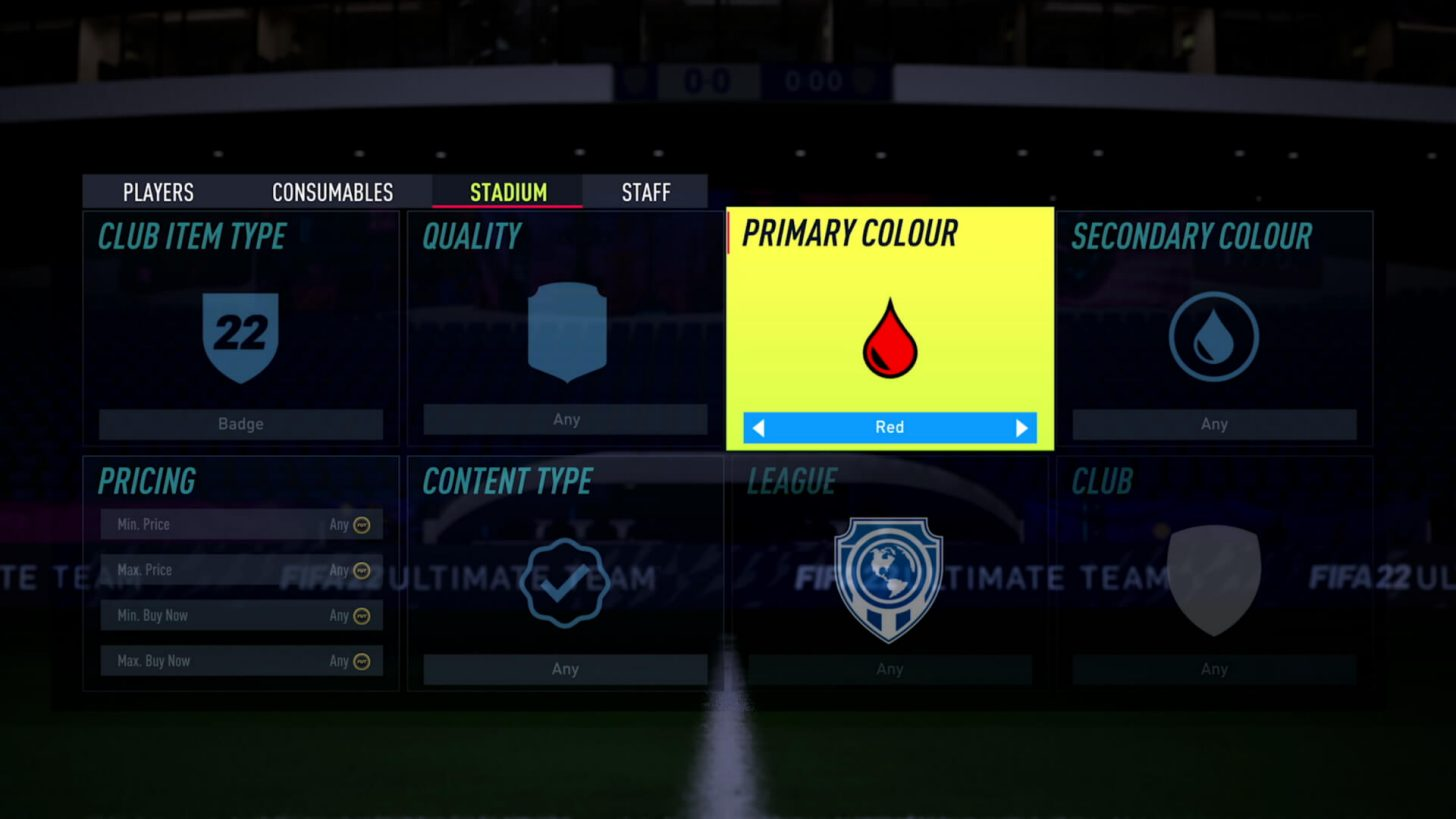 0-0 0:00
PLAYERS CONSUMABLES STADIUM STAFF
CLUB ITEM TYPE
22
Badge
QUALITY
Any
PRIMARY COLOUR
Red
SECONDARY COLOUR
Any
PRICING
Min. Price Any
Max. Price Any
Min. Buy Now Any
Max. Buy Now Any
CONTENT TYPE
Any
LEAGUE
Any
CLUB
Any
TE TEAM FIFA 22 ULTIMATE TEAM FIFA ULTIMATE TEAM FIFA 22 UL